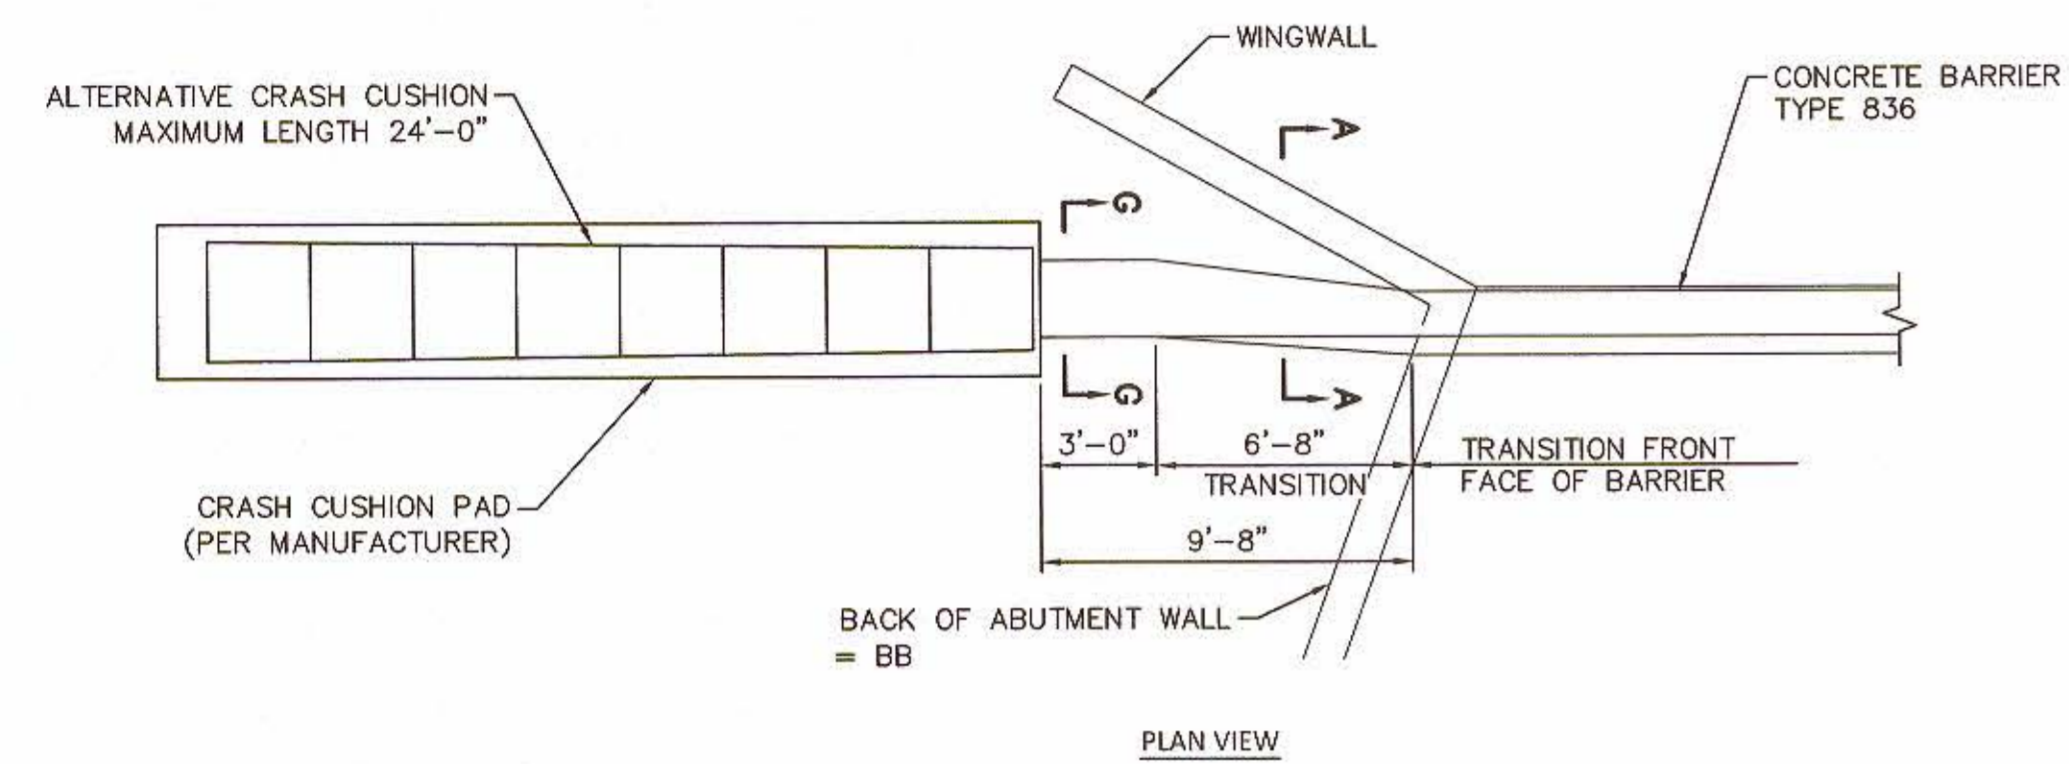 WINGWALL
ALTERNATIVE CRASH CUSHION
MAXIMUM LENGTH 24'-0"
CONCRETE BARRIER
TYPE 836
A
G
G
A
3'-0"
6'-8"
TRANSITION
TRANSITION FRONT
FACE OF BARRIER
CRASH CUSHION PAD
(PER MANUFACTURER)
9'-8"
BACK OF ABUTMENT WALL
= BB
PLAN VIEW